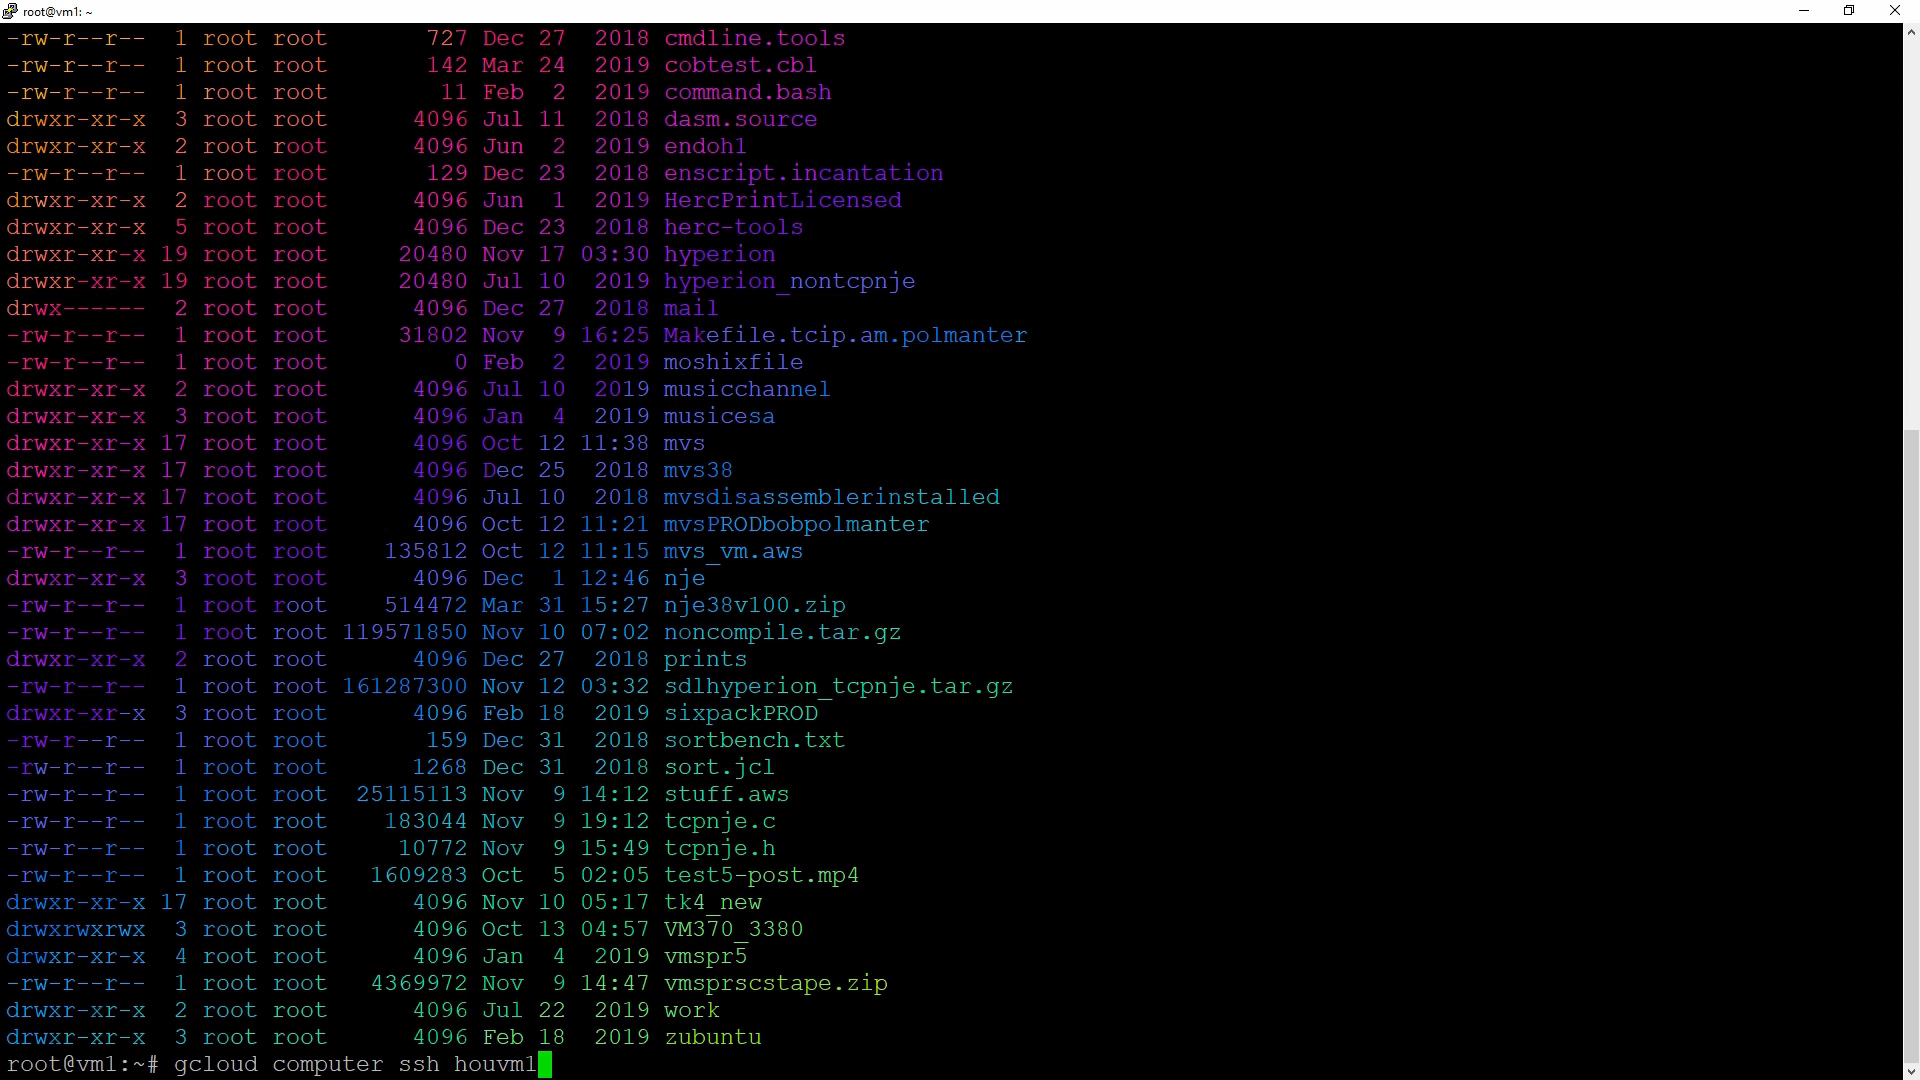 root@vm1: ~
-rw-r--r-- 1 root root 727 Dec 27 2018 cmdline.tools
-rw-r--r-- 1 root root 142 Mar 24 2019 cobtest.cbl
-rw-r--r-- 1 root root 11 Feb 2 2019 command.bash
drwxr-xr-x 3 root root 4096 Jul 11 2018 dasm.source
drwxr-xr-x 2 root root 4096 Jun 2 2019 endoh1
-rw-r--r-- 1 root root 129 Dec 23 2018 enscript.incantation
drwxr-xr-x 2 root root 4096 Jun 1 2019 HercPrintLicensed
drwxr-xr-x 5 root root 4096 Dec 23 2018 herc-tools
drwxr-xr-x 19 root root 20480 Nov 17 03:30 hyperion
drwxr-xr-x 19 root root 20480 Jul 10 2019 hyperion_nontcpnje
drwx------ 2 root root 4096 Dec 27 2018 mail
-rw-r--r-- 1 root root 31802 Nov 9 16:25 Makefile.tcip.am.polmanter
-rw-r--r-- 1 root root 0 Feb 2 2019 moshixfile
drwxr-xr-x 2 root root 4096 Jul 10 2019 musicchannel
drwxr-xr-x 3 root root 4096 Jan 4 2019 musicesa
drwxr-xr-x 17 root root 4096 Oct 12 11:38 mvs
drwxr-xr-x 17 root root 4096 Dec 25 2018 mvs38
drwxr-xr-x 17 root root 4096 Jul 10 2018 mvsdisassemblerinstalled
drwxr-xr-x 17 root root 4096 Oct 12 11:21 mvsPRODbobpolmanter
-rw-r--r-- 1 root root 135812 Oct 12 11:15 mvs_vm.aws
drwxr-xr-x 3 root root 4096 Dec 1 12:46 nje
-rw-r--r-- 1 root root 514472 Mar 31 15:27 nje38v100.zip
-rw-r--r-- 1 root root 119571850 Nov 10 07:02 noncompile.tar.gz
drwxr-xr-x 2 root root 4096 Dec 27 2018 prints
-rw-r--r-- 1 root root 161287300 Nov 12 03:32 sdlhyperion_tcpnje.tar.gz
drwxr-xr-x 3 root root 4096 Feb 18 2019 sixpackPROD
-rw-r--r-- 1 root root 159 Dec 31 2018 sortbench.txt
-rw-r--r-- 1 root root 1268 Dec 31 2018 sort.jcl
-rw-r--r-- 1 root root 25115113 Nov 9 14:12 stuff.aws
-rw-r--r-- 1 root root 183044 Nov 9 19:12 tcpnje.c
-rw-r--r-- 1 root root 10772 Nov 9 15:49 tcpnje.h
-rw-r--r-- 1 root root 1609283 Oct 5 02:05 test5-post.mp4
drwxr-xr-x 17 root root 4096 Nov 10 05:17 tk4_new
drwxrwxrwx 3 root root 4096 Oct 13 04:57 VM370_3380
drwxr-xr-x 4 root root 4096 Jan 4 2019 vmspr5
-rw-r--r-- 1 root root 4369972 Nov 9 14:47 vmsprscstape.zip
drwxr-xr-x 2 root root 4096 Jul 22 2019 work
drwxr-xr-x 3 root root 4096 Feb 18 2019 zubuntu
root@vm1:~# gcloud computer ssh houvm1